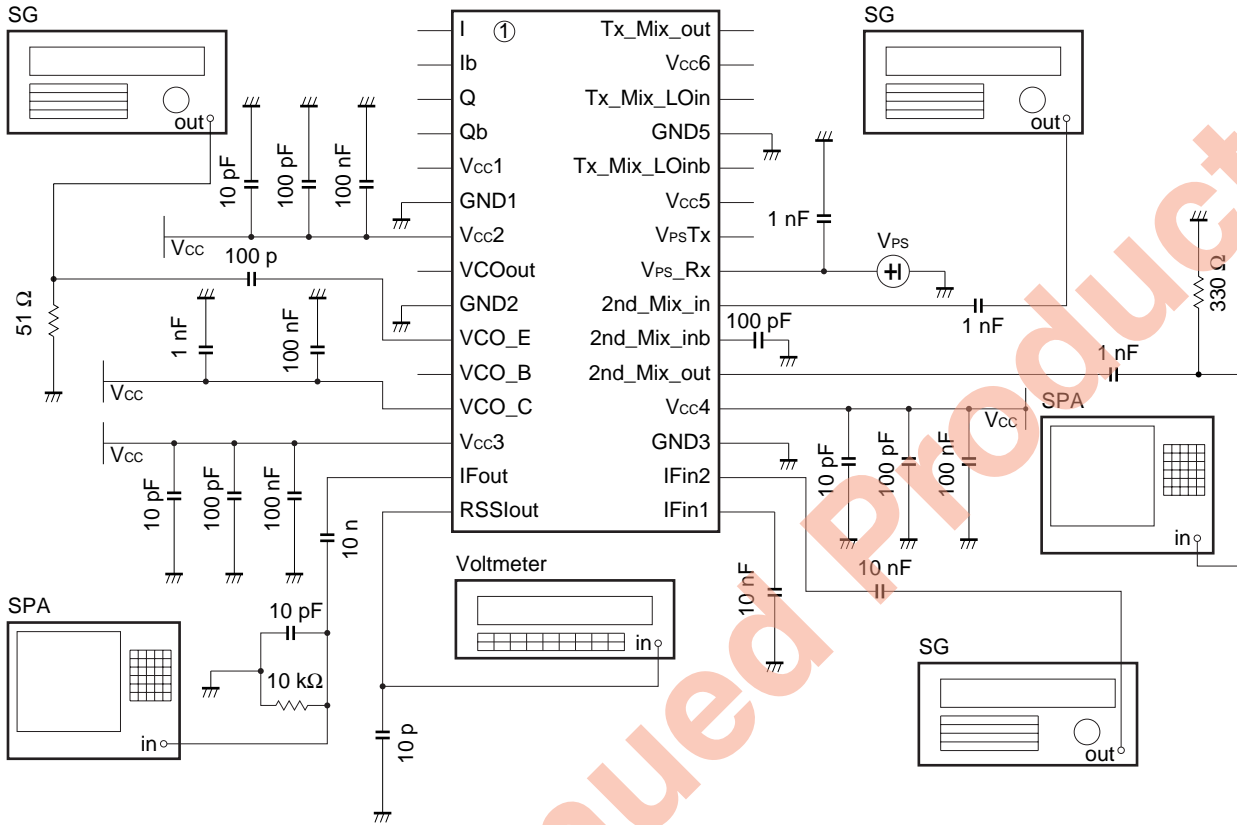 SG
out
51 Ω
VCC
10 pF
100 pF
100 nF
100 p
VCC
1 nF
100 nF
VCC
10 pF
100 pF
100 nF
10 n
SPA
10 pF
10 kΩ
in
10 p
Voltmeter
in
I ①
Ib
Q
Qb
VCC1
GND1
VCC2
VCOout
GND2
VCO_E
VCO_B
VCO_C
VCC3
IFout
RSSIout
Tx_Mix_out
VCC6
Tx_Mix_LOin
GND5
Tx_Mix_LOinb
VCC5
VPSTx
VPS_Rx
2nd_Mix_in
2nd_Mix_inb
2nd_Mix_out
VCC4
GND3
IFin2
IFin1
SG
out
1 nF
VPS
1 nF
100 pF
330 Ω
1 nF
VCC
10 pF
100 pF
100 nF
SPA
in
10 nF
10 nF
SG
out
ued Product